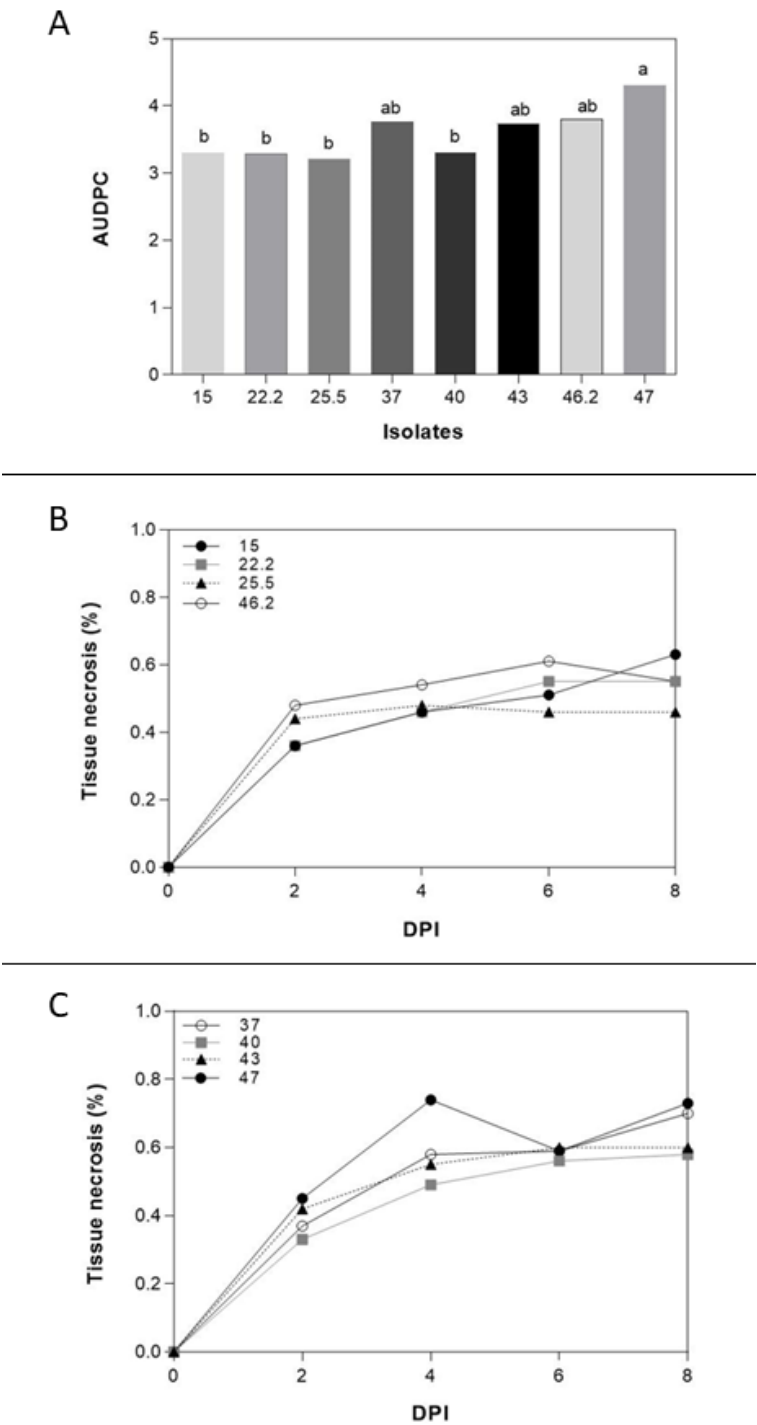 A
5
4
3
2
1
0
AUDPC
b
b
b
ab
b
ab
ab
a
15 22.2 25.5 37 40 43 46.2 47
Isolates
B
1.0
0.8
0.6
0.4
0.2
0.0
Tissue necrosis (%)
15
22.2
25.5
46.2
0 2 4 6 8
DPI
C
1.0
0.8
0.6
0.4
0.2
0.0
Tissue necrosis (%)
37
40
43
47
0 2 4 6 8
DPI